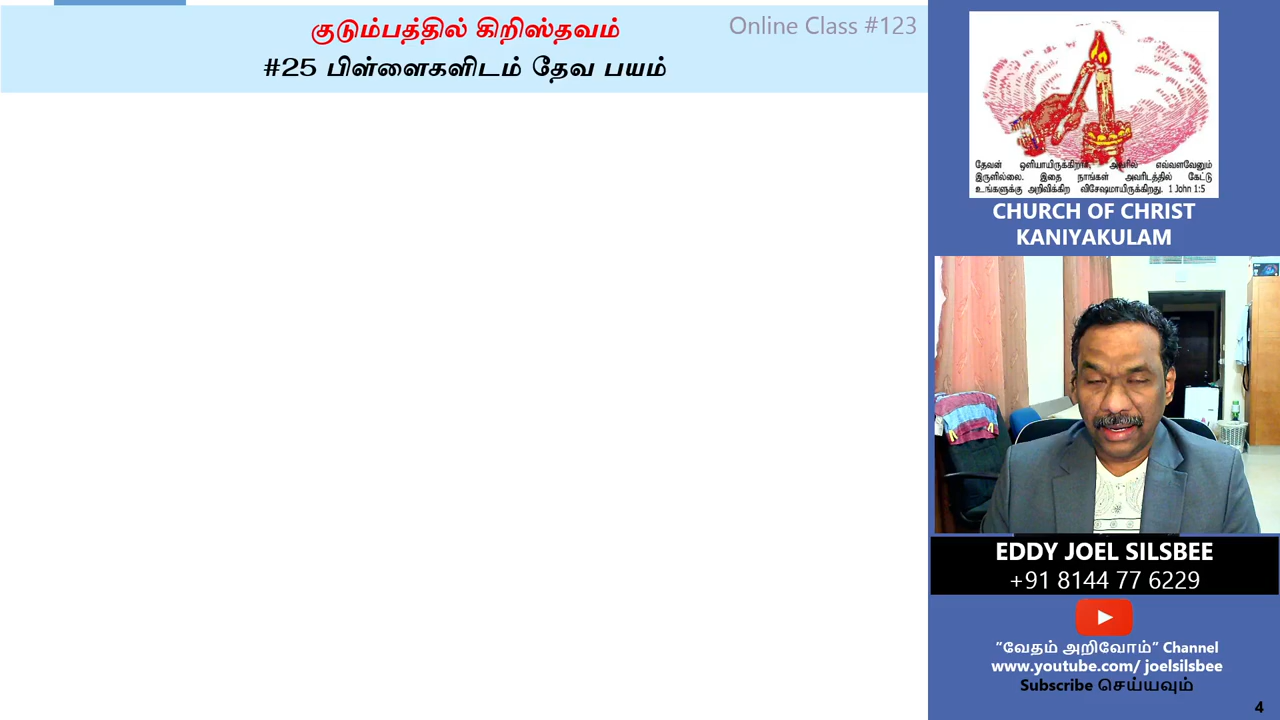 குடும்பத்தில் கிறிஸ்தவம்
Online Class #123
#25 பிள்ளைகளிடம் தேவ பயம்
தேவன் ஒளியாயிருக்கிறார், அவரில் எவ்வளவேனும்
இருளில்லை. இதை நாங்கள் அவரிடத்தில் கேட்டு
உங்களுக்கு அறிவிக்கிற விசேஷமாயிருக்கிறது. 1 John 1:5
CHURCH OF CHRIST
KANIYAKULAM
EDDY JOEL SILSBEE
+91 8144 77 6229
"வேதம் அறிவோம்" Channel
www.youtube.com/ joelsilsbee
Subscribe செய்யவும்
4